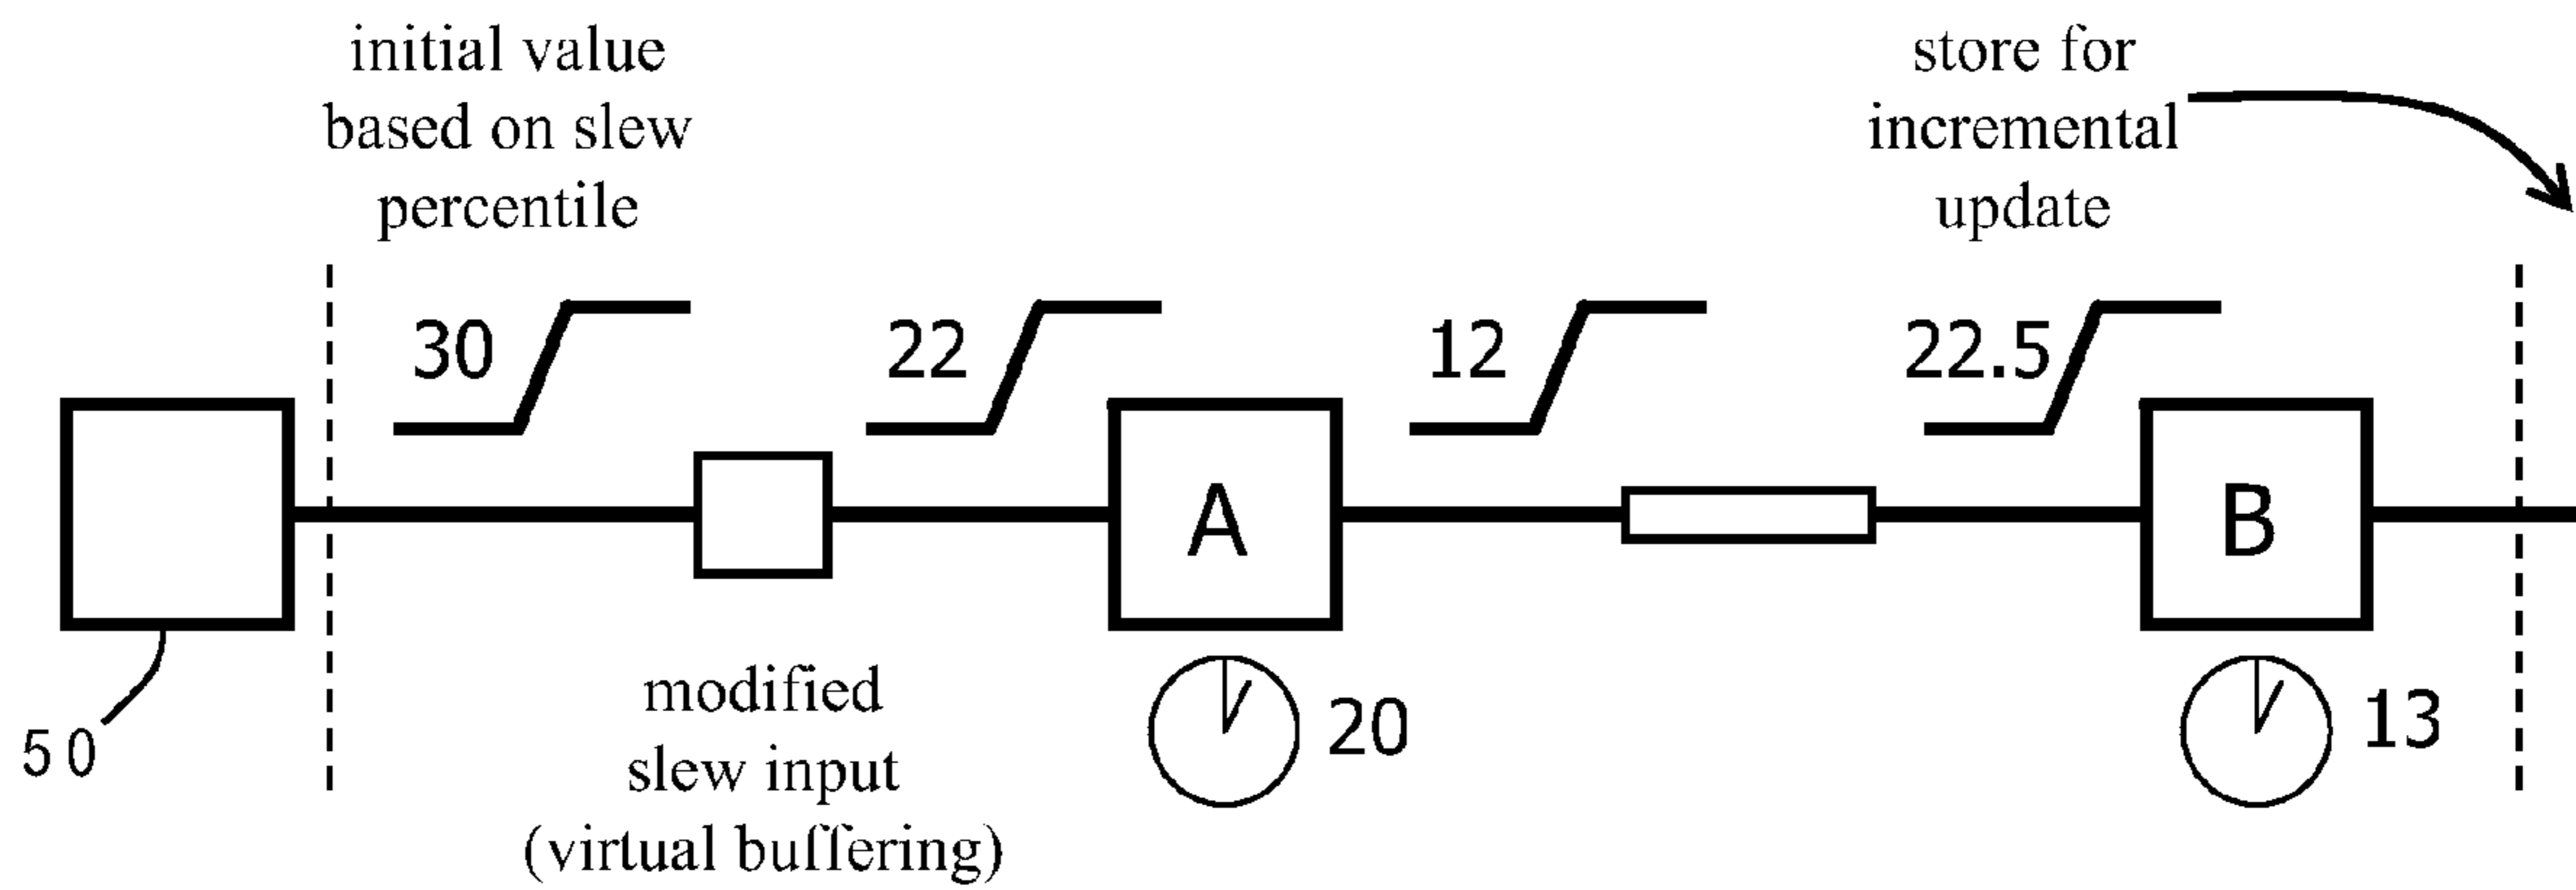 initial value
based on slew
percentile
store for
incremental
update
30
22
12
22.5
A
B
50
modified
slew input
(virtual buffering)
20
13